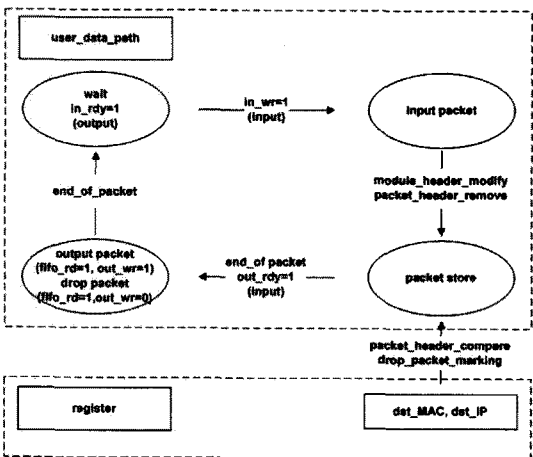 user_data_path
wait
in_rdy=1
(output)
in_wr=1
(input)
input packet
module_header_modify
packet_header_remove
end_of_packet
output packet
(fifo_rd=1, out_wr=1)
drop packet
(fifo_rd=1,out_wr=0)
end_of packet
out_rdy=1
(input)
packet store
packet_header_compare
drop_packet_marking
register
dst_MAC, dst_IP